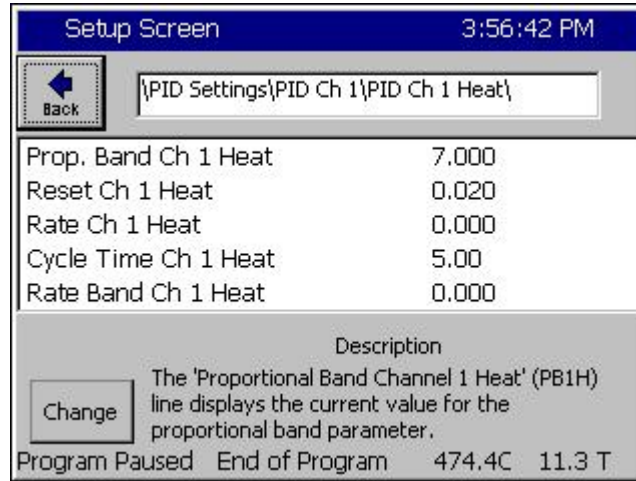 Setup Screen 3:56:42 PM
Back
\PID Settings\PID Ch 1\PID Ch 1 Heat\
Prop. Band Ch 1 Heat 7.000
Reset Ch 1 Heat 0.020
Rate Ch 1 Heat 0.000
Cycle Time Ch 1 Heat 5.00
Rate Band Ch 1 Heat 0.000
Description
The 'Proportional Band Channel 1 Heat' (PB1H)
line displays the current value for the
proportional band parameter.
Change
Program Paused End of Program 474.4C 11.3 T